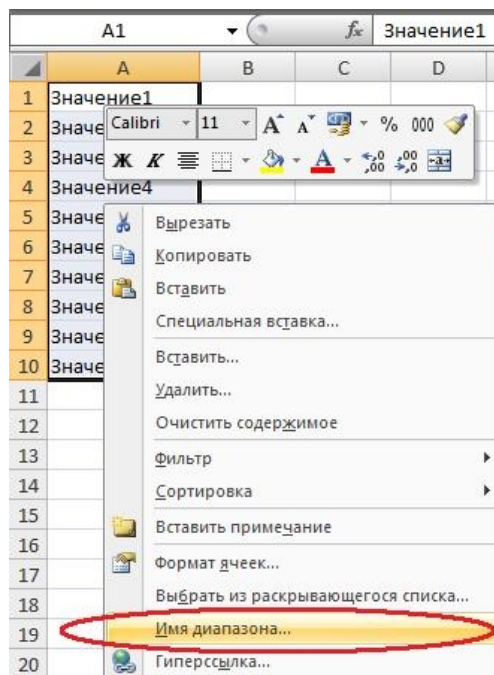 A1 fx Значение1
A B C D
1 Значение1
2 Значе Calibri 11 A A % 000
3 Значе Ж К A ,00 ,00 a
4 Значение4
5 Значе Вырезать
6 Значе Копировать
7 Значе Вставить
8 Значе Специальная вставка...
9 Значе Вставить...
10 Значе Удалить...
11
12 Очистить содержимое
13 Фильтр
14 Сортировка
15 Вставить примечание
16
17 Формат ячеек...
18 Выбрать из раскрывающегося списка...
19 Имя диапазона...
20 Гиперссылка...